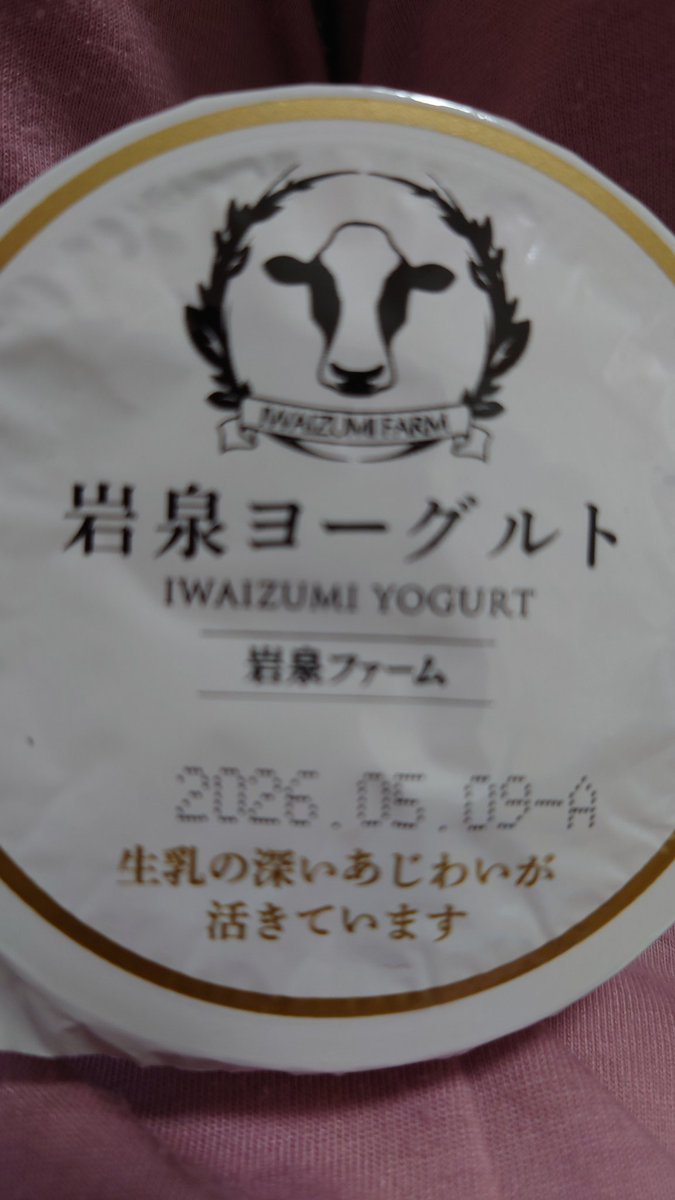 IWAIZUMI FARM
岩泉ヨーグルト
IWAIZUMI YOGURT
岩泉ファーム
2026.05.09-A
生乳の深いあじわいが
活きています